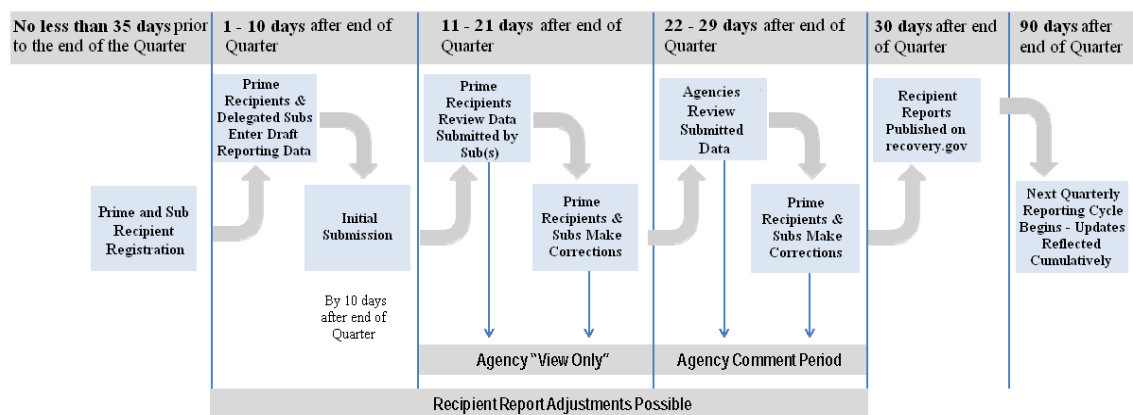 No less than 35 days prior
to the end of the Quarter
1 - 10 days after end of
Quarter
11 - 21 days after end of
Quarter
22 - 29 days after end of
Quarter
30 days after end
of Quarter
90 days after
end of Quarter
Prime
Recipients &
Delegated Subs
Enter Draft
Reporting Data
Prime
Recipients
Review Data
Submitted by
Sub(s)
Agencies
Review
Submitted
Data
Recipient
Reports
Published on
recovery.gov
Prime and Sub
Recipient
Registration
Initial
Submission
Prime
Recipients &
Subs Make
Corrections
Prime
Recipients &
Subs Make
Corrections
Next Quarterly
Reporting Cycle
Begins - Updates
Reflected
Cumulatively
By 10 days
after end of
Quarter
Agency "View Only"
Agency Comment Period
Recipient Report Adjustments Possible